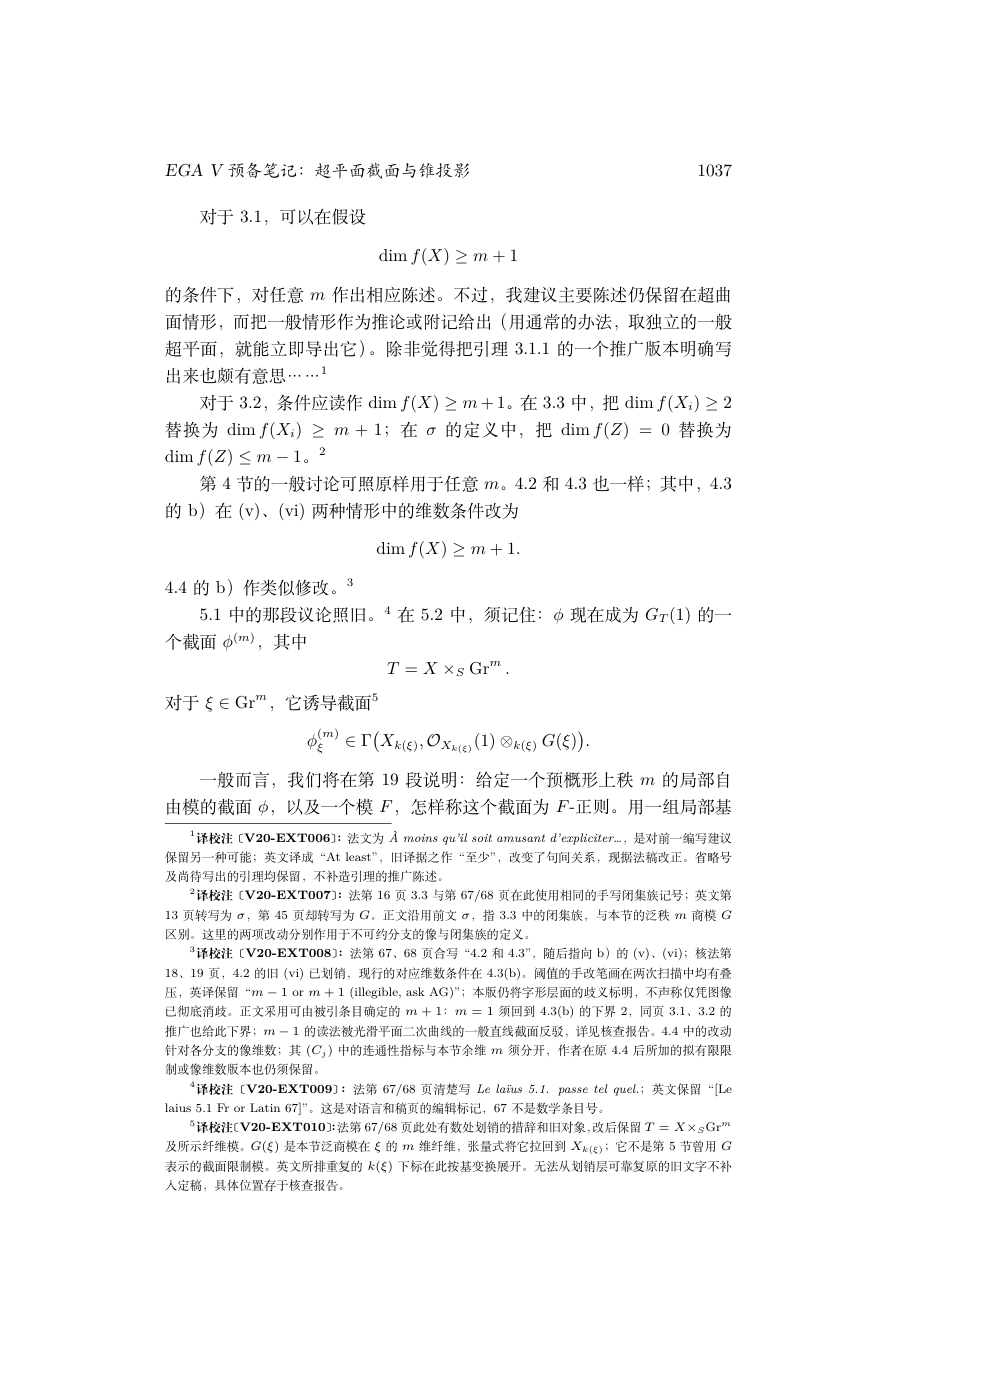 EGA V 预备笔记：超平面截面与锥投影 1037
对于 3.1，可以在假设
dim f(X) ≥ m + 1
的条件下，对任意 m 作出相应陈述。不过，我建议主要陈述仍保留在超曲
面情形，而把一般情形作为推论或附记给出（用通常的办法，取独立的一般
超平面，就能立即导出它）。除非觉得把引理 3.1.1 的一个推广版本明确写
出来也颇有意思……¹
对于 3.2，条件应读作 dim f(X) ≥ m + 1。在 3.3 中，把 dim f(Xᵢ) ≥ 2
替换为 dim f(Xᵢ) ≥ m + 1；在 σ 的定义中，把 dim f(Z) = 0 替换为
dim f(Z) ≤ m − 1。²
第 4 节的一般讨论可照原样用于任意 m。4.2 和 4.3 也一样；其中，4.3
的 b）在 (v)、(vi) 两种情形中的维数条件改为
dim f(X) ≥ m + 1.
4.4 的 b）作类似修改。³
5.1 中的那段议论照旧。⁴ 在 5.2 中，须记住：ϕ 现在成为 G_T(1) 的一
个截面 ϕ^(m)，其中
T = X ×_S Gr^m .
对于 ξ ∈ Gr^m，它诱导截面⁵
ϕ_ξ^(m) ∈ Γ(X_{k(ξ)}, 𝒪_{X_{k(ξ)}}(1) ⊗_{k(ξ)} G(ξ)).
一般而言，我们将在第 19 段说明：给定一个预概形上秩 m 的局部自
由模的截面 ϕ，以及一个模 F，怎样称这个截面为 F-正则。用一组局部基
¹译校注〔V20-EXT006〕：法文为 À moins qu'il soit amusant d'expliciter…，是对前一编写建议
保留另一种可能；英文译成 “At least”，旧译据之作 “至少”，改变了句间关系，现据法稿改正。省略号
及尚待写出的引理均保留，不补造引理的推广陈述。
²译校注〔V20-EXT007〕：法第 16 页 3.3 与第 67/68 页在此使用相同的手写闭集族记号；英文第
13 页转写为 σ，第 45 页却转写为 G。正文沿用前文 σ，指 3.3 中的闭集族，与本节的泛秩 m 商模 G
区别。这里的两项改动分别作用于不可约分支的像与闭集族的定义。
³译校注〔V20-EXT008〕：法第 67、68 页合写 “4.2 和 4.3”，随后指向 b）的 (v)、(vi)；核法第
18、19 页，4.2 的旧 (vi) 已划销，现行的对应维数条件在 4.3(b)。阈值的手改笔画在两次扫描中均有叠
压，英译保留 “m − 1 or m + 1 (illegible, ask AG)”；本版仍将字形层面的歧义标明，不声称仅凭图像
已彻底消歧。正文采用可由被引条目确定的 m + 1：m = 1 须回到 4.3(b) 的下界 2，同页 3.1、3.2 的
推广也给此下界；m − 1 的读法被光滑平面二次曲线的一般直线截面反驳，详见核查报告。4.4 中的改动
针对各分支的像维数；其 (Cⱼ) 中的连通性指标与本节余维 m 须分开，作者在原 4.4 后所加的拟有限限
制或像维数版本也仍须保留。
⁴译校注〔V20-EXT009〕：法第 67/68 页清楚写 Le laïus 5.1. passe tel quel.；英文保留 “[Le
laius 5.1 Fr or Latin 67]”。这是对语言和稿页的编辑标记，67 不是数学条目号。
⁵译校注〔V20-EXT010〕：法第 67/68 页此处有数处划销的措辞和旧对象，改后保留 T = X×_S Gr^m
及所示纤维模。G(ξ) 是本节泛商模在 ξ 的 m 维纤维，张量式将它拉回到 X_{k(ξ)}；它不是第 5 节曾用 G
表示的截面限制模。英文所排重复的 k(ξ) 下标在此按基变换展开。无法从划销层可靠复原的旧文字不补
入定稿，具体位置存于核查报告。